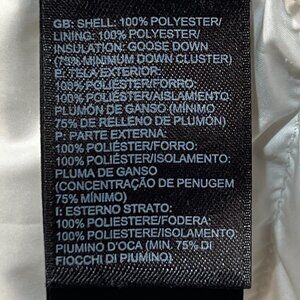 GB: SHELL: 100% POLYESTER/
LINING: 100% POLYESTER/
INSULATION: GOOSE DOWN
(75% MINIMUM DOWN CLUSTER)
E: TELA EXTERIOR:
100% POLIÉSTER/FORRO:
100% POLIÉSTER/AISLAMIENTO:
PLUMÓN DE GANSO (MÍNIMO
75% DE RELLENO DE PLUMÓN)
P: PARTE EXTERNA:
100% POLIÉSTER/FORRO:
100% POLIÉSTER/ISOLAMENTO:
PLUMA DE GANSO
(CONCENTRAÇÃO DE PENUGEM
75% MÍNIMO)
I: ESTERNO STRATO:
100% POLIESTERE/FODERA:
100% POLIESTERE/ISOLAMENTO:
PIUMINO D'OCA (MIN. 75% DI
FIOCCHI DI PIUMINO)